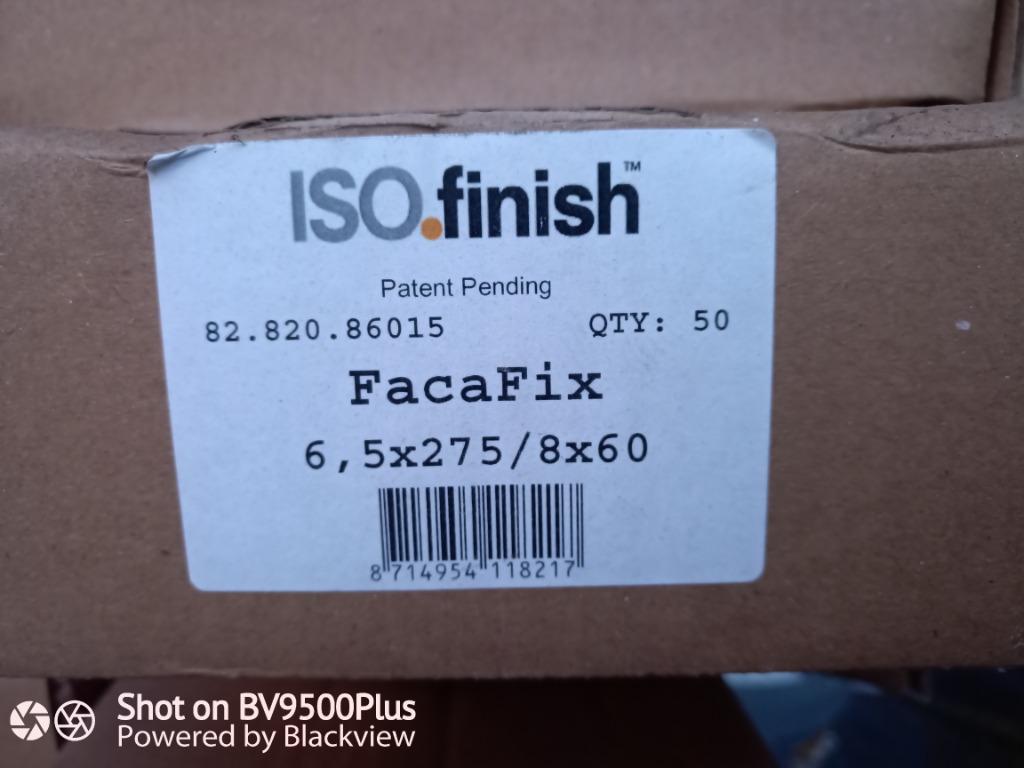 ISO.finish™
Patent Pending
82.820.86015 QTY: 50
FacaFix
6,5x275/8x60
8 714954 118217
Shot on BV9500Plus
Powered by Blackview